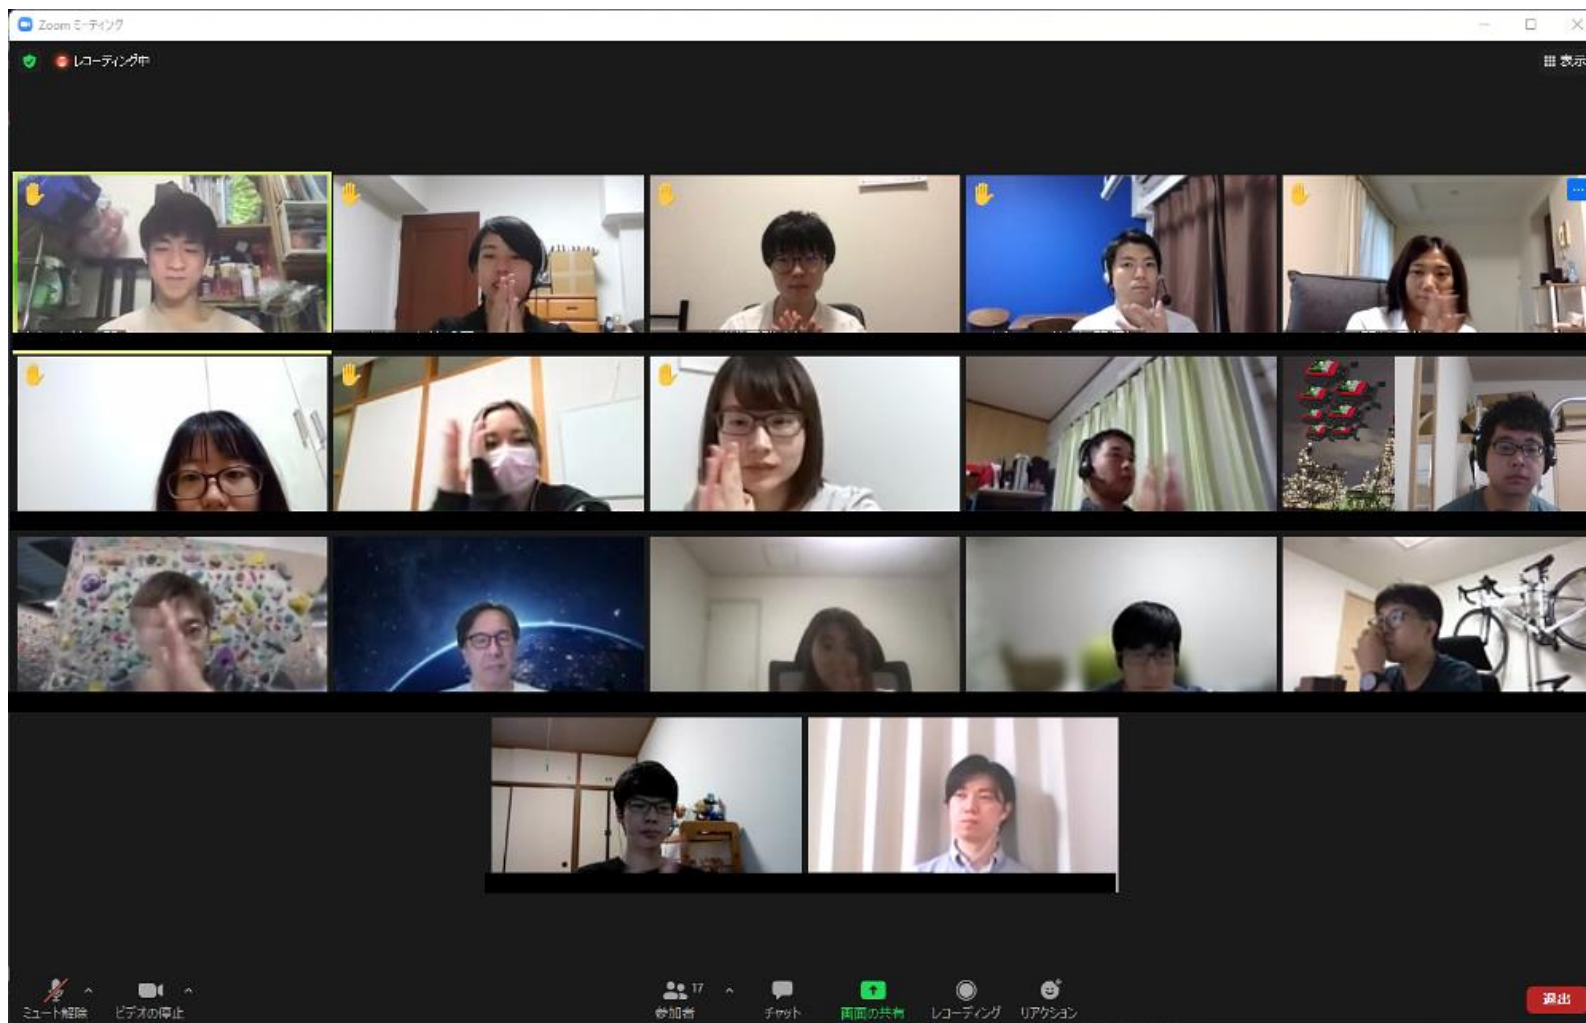 Zoom ミーティング
レコーディング中
表示
ミュート解除
ビデオの停止
17
参加者
チャット
画面の共有
レコーディング
リアクション
退出